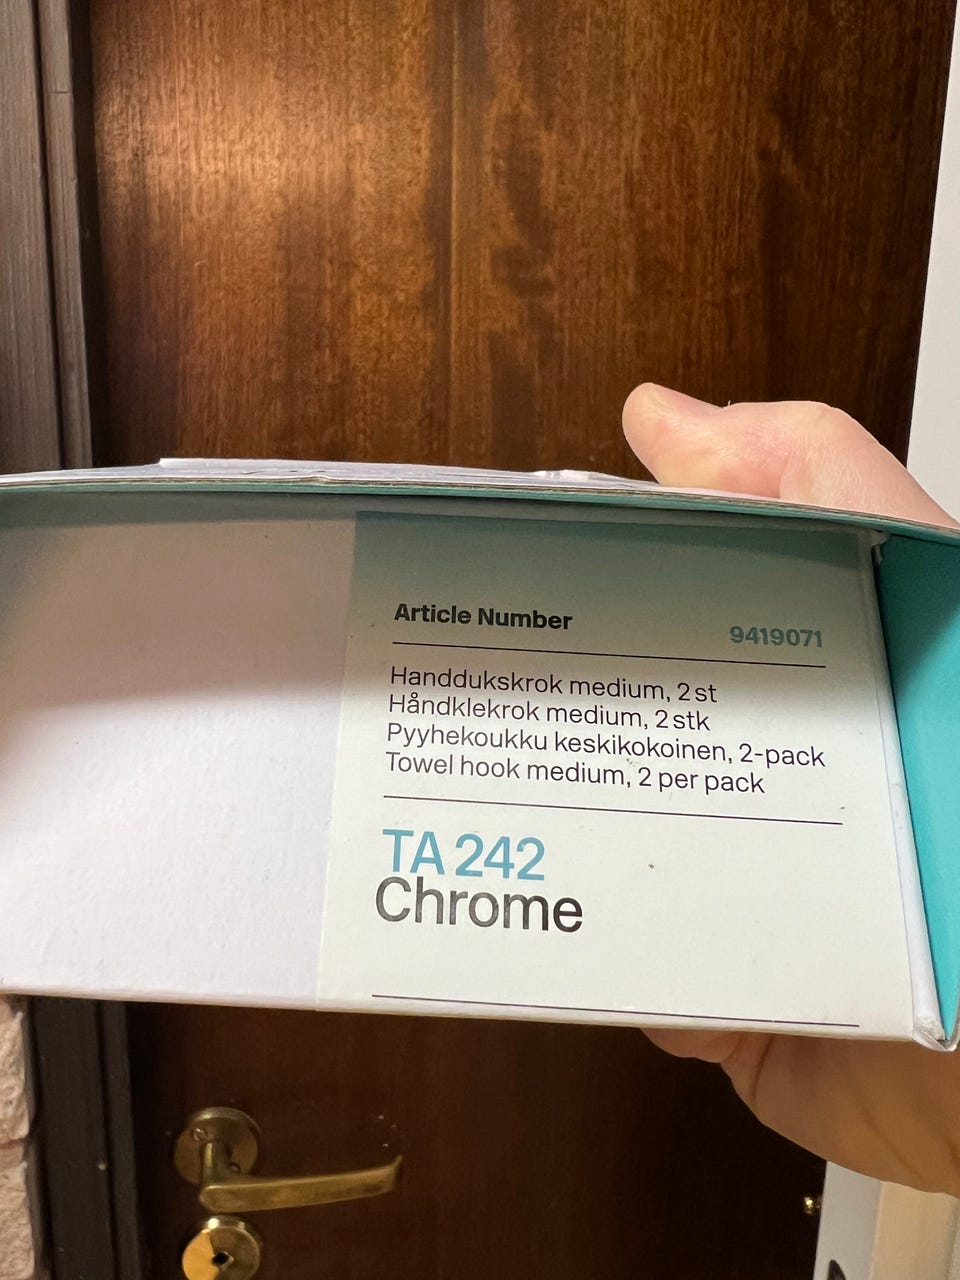 Article Number
9419071
Handdukskrok medium, 2 st
Håndklekrok medium, 2 stk
Pyyhekoukku keskikokoinen, 2-pack
Towel hook medium, 2 per pack
TA 242
Chrome